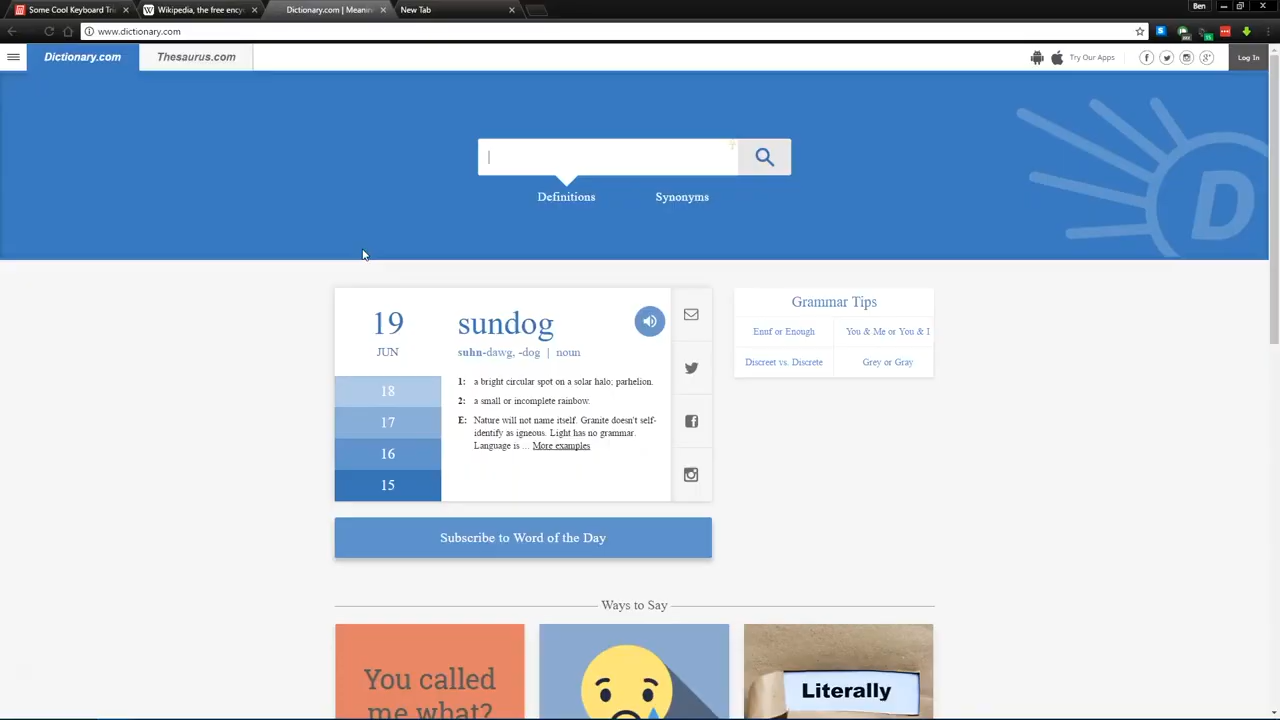 Some Cool Keyboard Tri
Wikipedia, the free ency
Dictionary.com | Meanin
New Tab
Ben
www.dictionary.com
Dictionary.com
Thesaurus.com
Try Our Apps
Log In
Definitions
Synonyms
D
19
JUN
18
17
16
15
sundog
suhn-dawg, -dog | noun
1: a bright circular spot on a solar halo; parhelion.
2: a small or incomplete rainbow.
E: Nature will not name itself. Granite doesn't self-
identify as igneous. Light has no grammar.
Language is ... More examples
Grammar Tips
Enuf or Enough
You & Me or You & I
Discreet vs. Discrete
Grey or Gray
Subscribe to Word of the Day
Ways to Say
You called
me what?
Literally